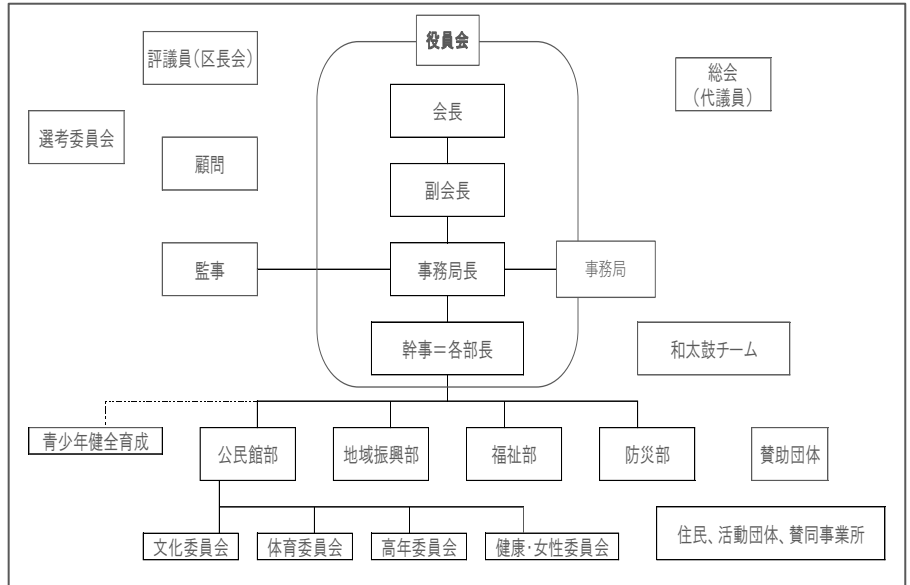 役員会
評議員（区長会）
総会
（代議員）
会長
選考委員会
顧問
副会長
監事
事務局長
事務局
幹事＝各部長
和太鼓チーム
青少年健全育成
公民館部
地域振興部
福祉部
防災部
賛助団体
文化委員会
体育委員会
高年委員会
健康・女性委員会
住民、活動団体、賛同事業所